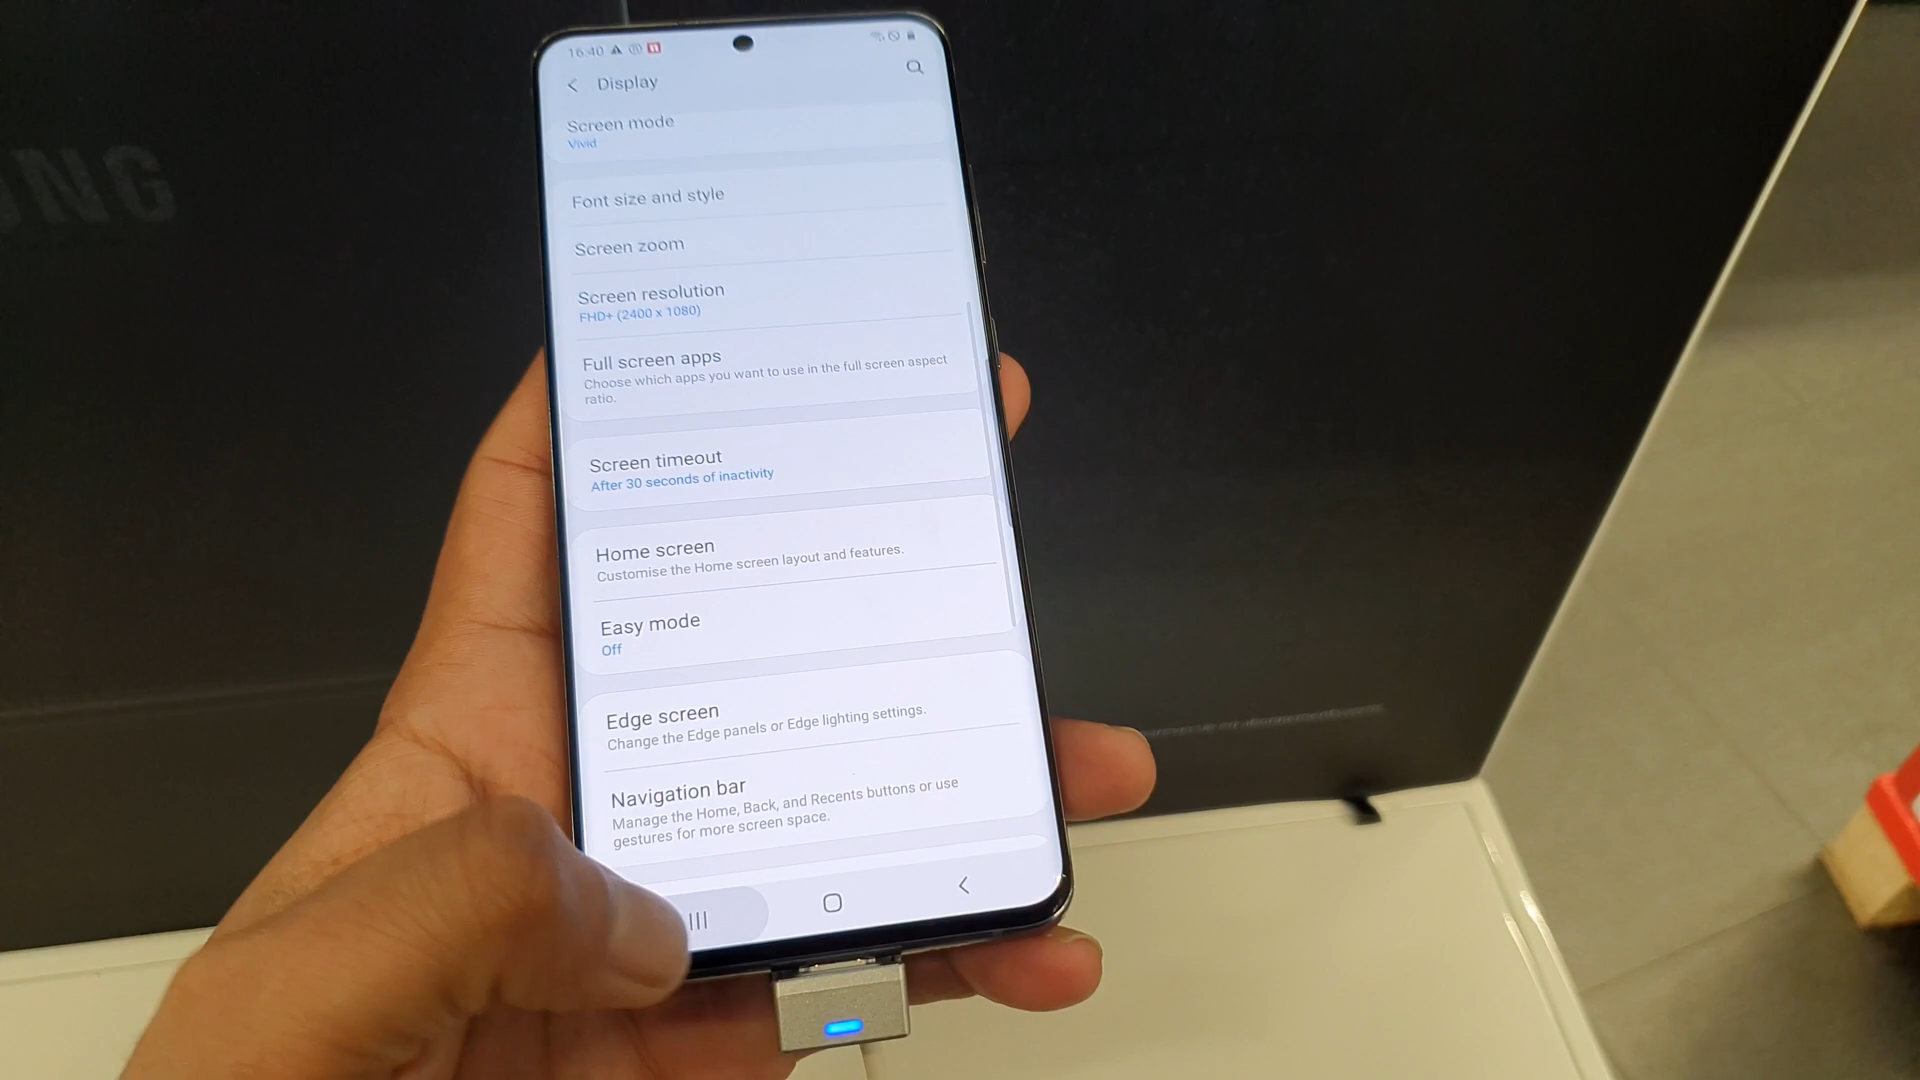 16:40
Display
Screen mode
Vivid
Font size and style
Screen zoom
Screen resolution
FHD+ (2400 x 1080)
Full screen apps
Choose which apps you want to use in the full screen aspect
ratio.
Screen timeout
After 30 seconds of inactivity
Home screen
Customise the Home screen layout and features.
Easy mode
Off
Edge screen
Change the Edge panels or Edge lighting settings.
Navigation bar
Manage the Home, Back, and Recents buttons or use
gestures for more screen space.
NG